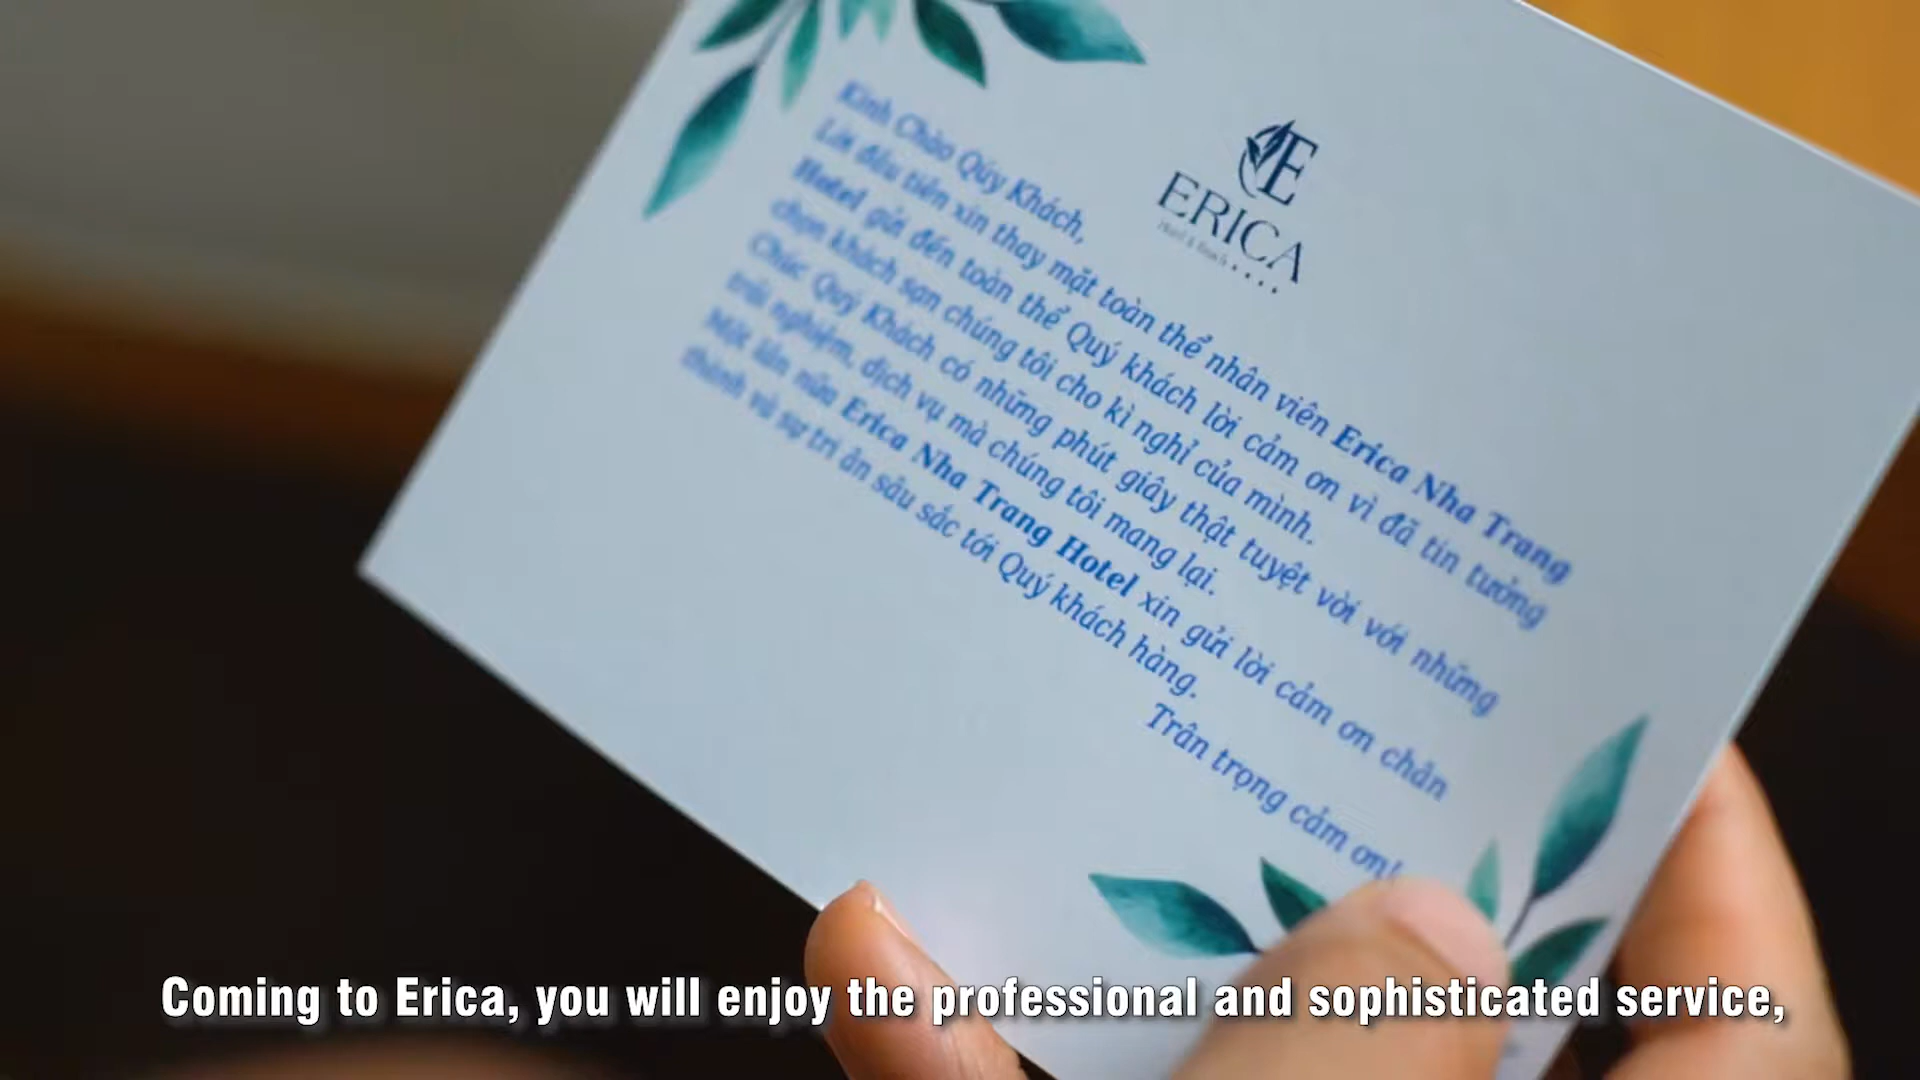 E
ERICA
Kính Chào Qúy Khách,
Lời đầu tiên xin thay mặt toàn thể nhân viên Erica Nha Trang
Hotel gửi đến toàn thể Quý khách lời cảm ơn vì đã tin tưởng
chọn khách sạn chúng tôi cho kì nghỉ của mình.
Chúc Quý Khách có những phút giây thật tuyệt vời với những
trải nghiệm, dịch vụ mà chúng tôi mang lại.
Một lần nữa Erica Nha Trang Hotel xin gửi lời cảm ơn chân
thành và sự tri ân sâu sắc tới Quý khách hàng.
Trân trọng cảm ơn!
Coming to Erica, you will enjoy the professional and sophisticated service,